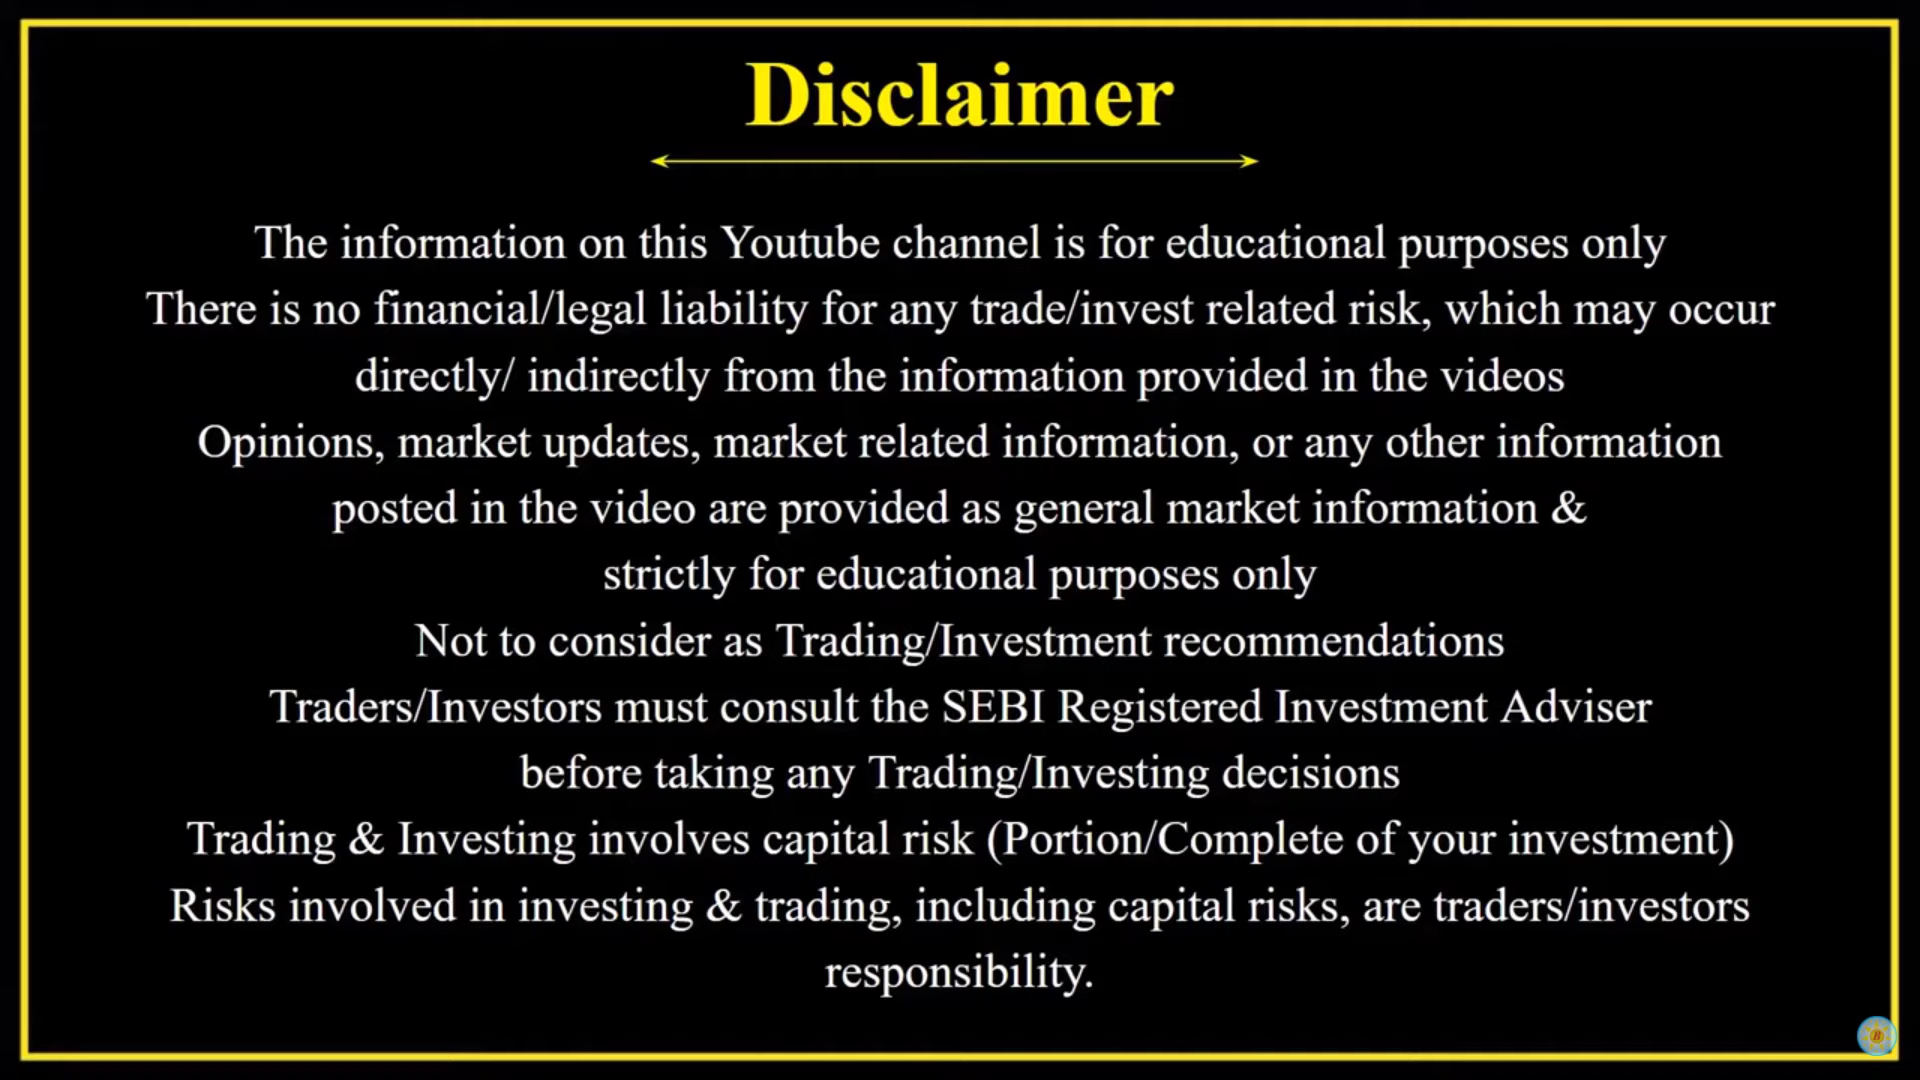 Disclaimer
The information on this Youtube channel is for educational purposes only
There is no financial/legal liability for any trade/invest related risk, which may occur
directly/ indirectly from the information provided in the videos
Opinions, market updates, market related information, or any other information
posted in the video are provided as general market information &
strictly for educational purposes only
Not to consider as Trading/Investment recommendations
Traders/Investors must consult the SEBI Registered Investment Adviser
before taking any Trading/Investing decisions
Trading & Investing involves capital risk (Portion/Complete of your investment)
Risks involved in investing & trading, including capital risks, are traders/investors
responsibility.